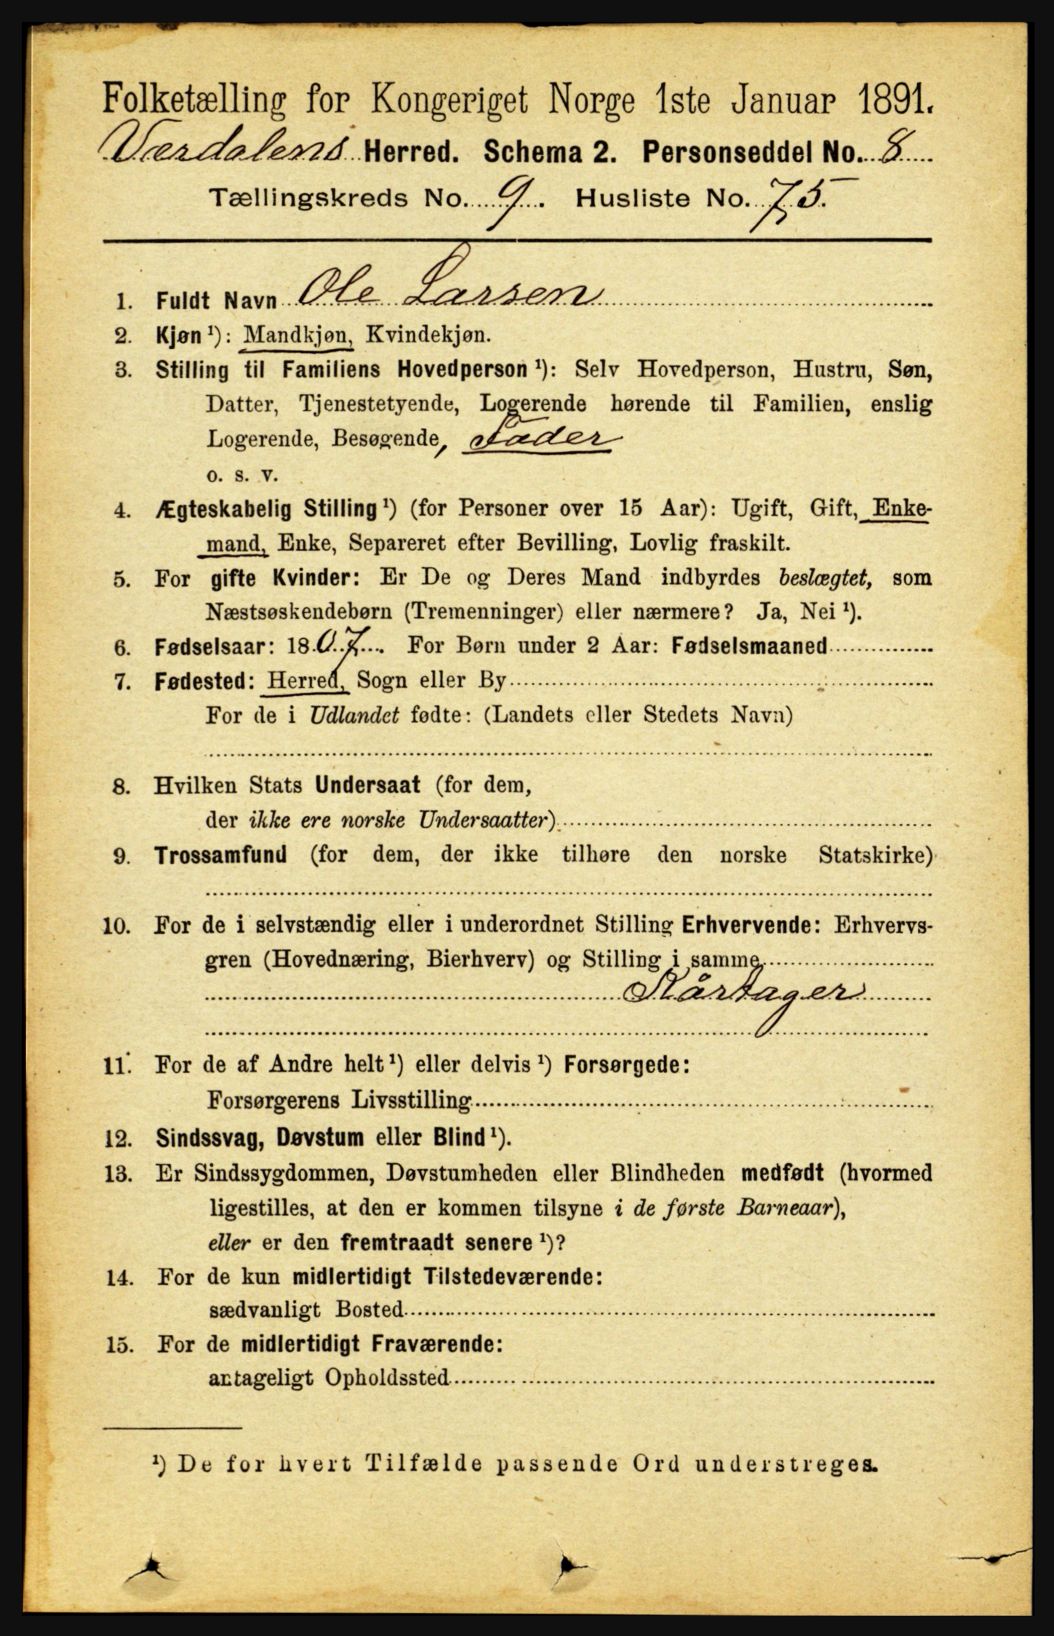 Folketælling for Kongeriget Norge 1ste Januar 1891.
Værdalens Herred. Schema 2. Personseddel No. 8
Tællingskreds No. 9. Husliste No. 75.
1. Fuldt Navn Ole Larsen
2. Kjøn ¹): Mandkjøn, Kvindekjøn.
3. Stilling til Familiens Hovedperson ¹): Selv Hovedperson, Hustru, Søn,
Datter, Tjenestetyende, Logerende hørende til Familien, enslig
Logerende, Besøgende, Fader
o. s. v.
4. Ægteskabelig Stilling ¹) (for Personer over 15 Aar): Ugift, Gift, Enke-
mand, Enke, Separeret efter Bevilling, Lovlig fraskilt.
5. For gifte Kvinder: Er De og Deres Mand indbyrdes beslægtet, som
Næstsøskendebørn (Tremenninger) eller nærmere? Ja, Nei ¹).
6. Fødselsaar: 1807. For Børn under 2 Aar: Fødselsmaaned
7. Fødested: Herred, Sogn eller By
For de i Udlandet fødte: (Landets eller Stedets Navn)
8. Hvilken Stats Undersaat (for dem,
der ikke ere norske Undersaatter)
9. Trossamfund (for dem, der ikke tilhøre den norske Statskirke)
10. For de i selvstændig eller i underordnet Stilling Erhvervende: Erhvervs-
gren (Hovednæring, Bierhverv) og Stilling i samme
Kårtager
11. For de af Andre helt ¹) eller delvis ¹) Forsørgede:
Forsørgerens Livsstilling
12. Sindssvag, Døvstum eller Blind ¹).
13. Er Sindssygdommen, Døvstumheden eller Blindheden medfødt (hvormed
ligestilles, at den er kommen tilsyne i de første Barneaar),
eller er den fremtraadt senere ¹)?
14. For de kun midlertidigt Tilstedeværende:
sædvanligt Bosted
15. For de midlertidigt Fraværende:
antageligt Opholdssted
¹) De for hvert Tilfælde passende Ord understreges.